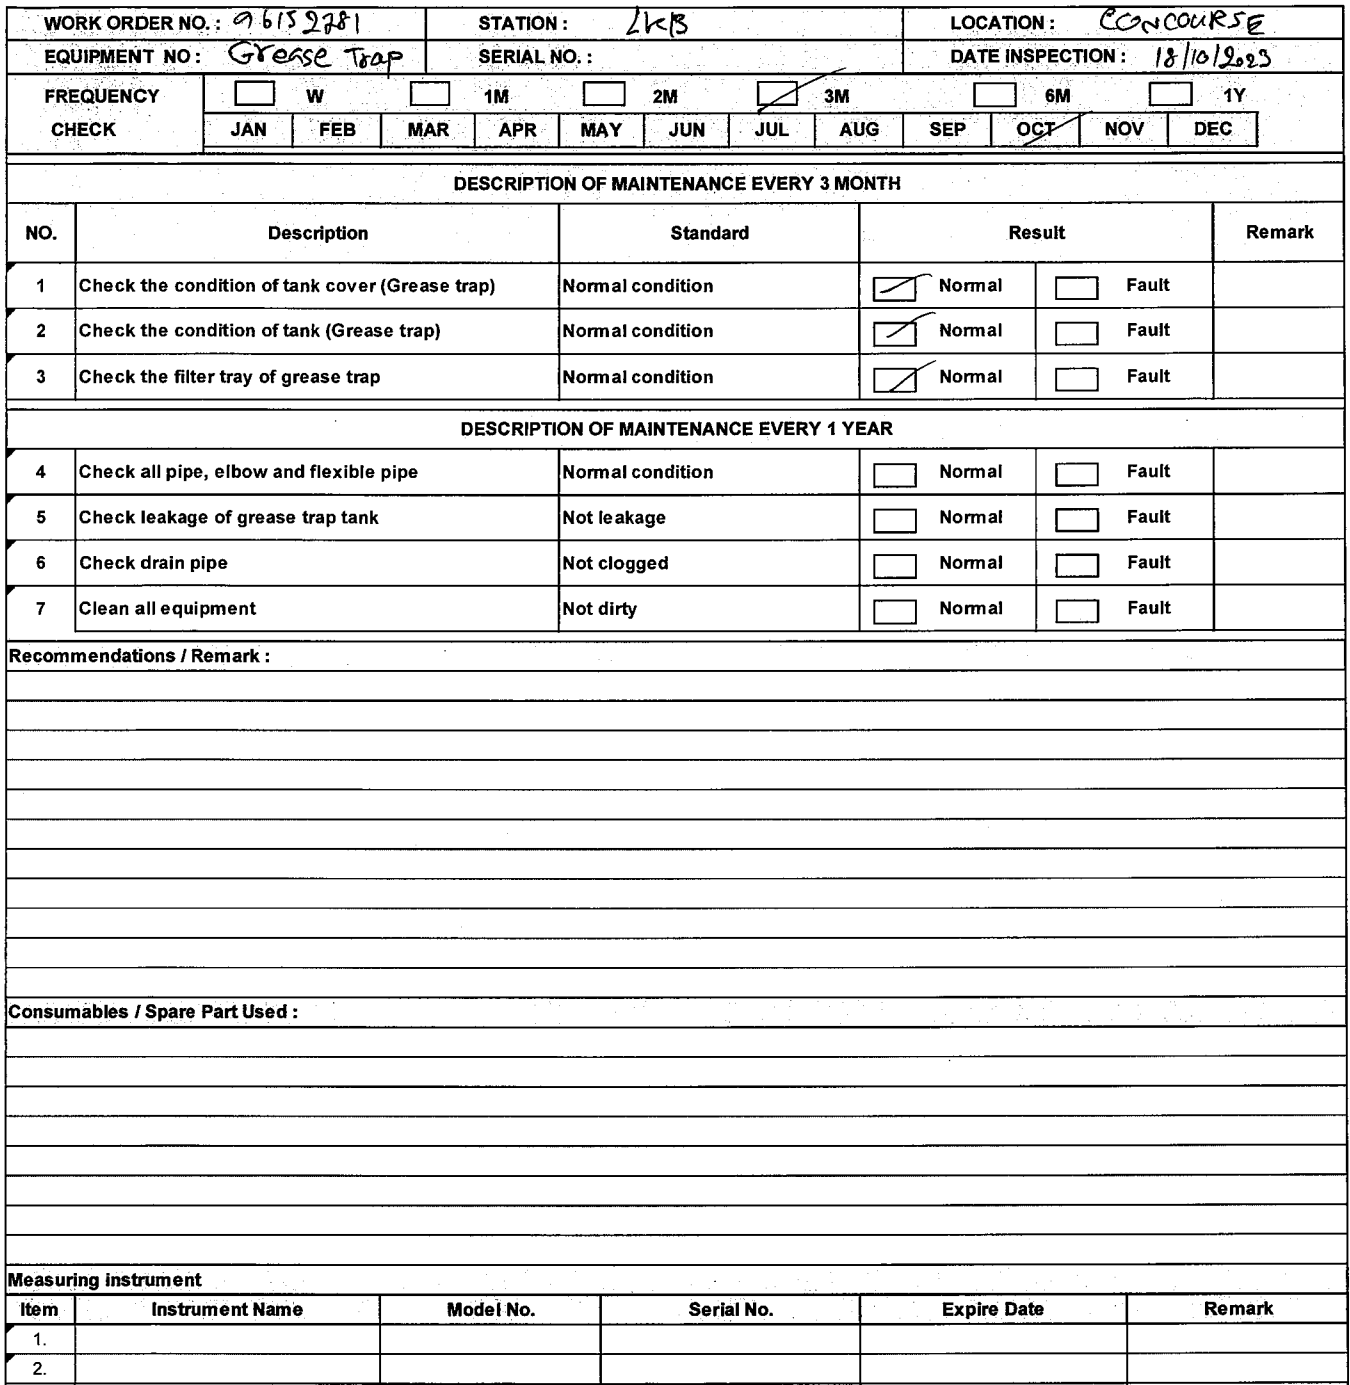 WORK ORDER NO. : 96152781 STATION : LKB LOCATION : CONCOURSE
EQUIPMENT NO : Grease Trap SERIAL NO. : DATE INSPECTION : 18/10/2023
FREQUENCY W 1M 2M 3M 6M 1Y
CHECK JAN FEB MAR APR MAY JUN JUL AUG SEP OCT NOV DEC
DESCRIPTION OF MAINTENANCE EVERY 3 MONTH
NO. Description Standard Result Remark
1 Check the condition of tank cover (Grease trap) Normal condition Normal Fault
2 Check the condition of tank (Grease trap) Normal condition Normal Fault
3 Check the filter tray of grease trap Normal condition Normal Fault
DESCRIPTION OF MAINTENANCE EVERY 1 YEAR
4 Check all pipe, elbow and flexible pipe Normal condition Normal Fault
5 Check leakage of grease trap tank Not leakage Normal Fault
6 Check drain pipe Not clogged Normal Fault
7 Clean all equipment Not dirty Normal Fault
Recommendations / Remark :
Consumables / Spare Part Used :
Measuring instrument
Item Instrument Name Model No. Serial No. Expire Date Remark
1.
2.